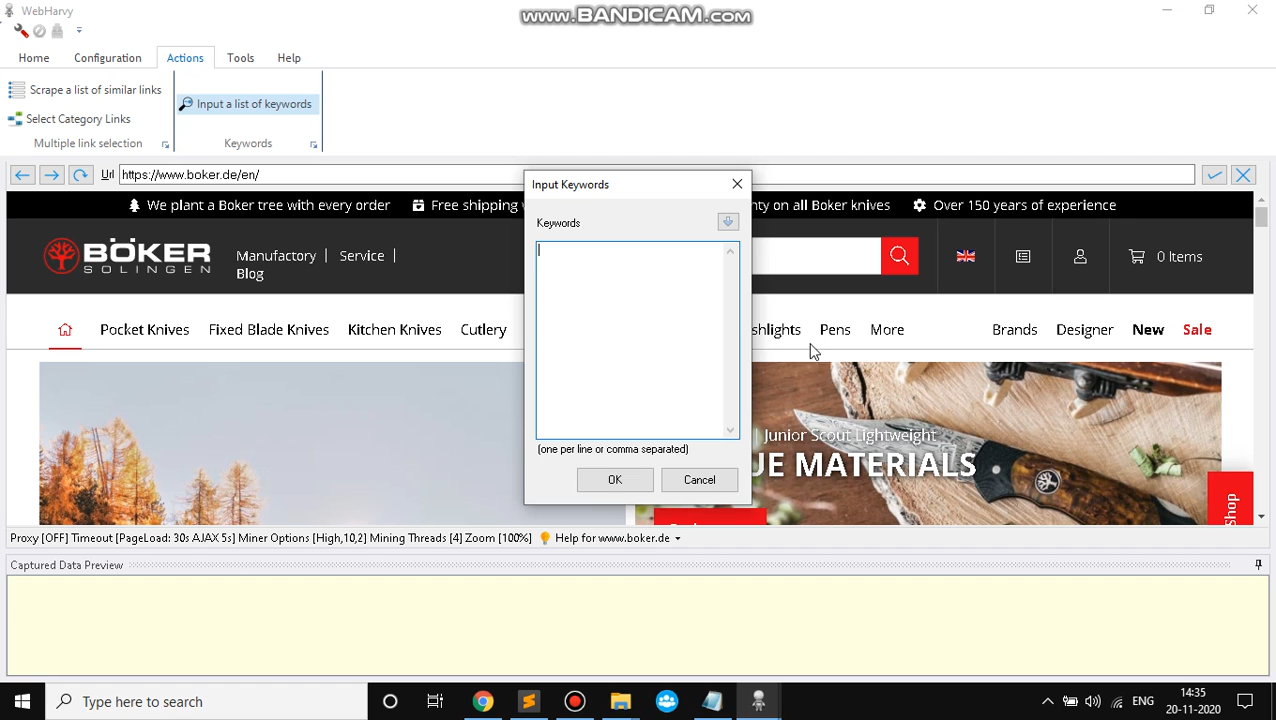 WebHarvy
www.BANDICAM.com
Home Configuration Actions Tools Help
Scrape a list of similar links
Select Category Links
Multiple link selection
Input a list of keywords
Keywords
Url https://www.boker.de/en/
We plant a Boker tree with every order
Free shipping
ty on all Boker knives
Over 150 years of experience
BÖKER
SOLINGEN
Manufactory | Service |
Blog
0 Items
Pocket Knives Fixed Blade Knives Kitchen Knives Cutlery
hlights Pens More Brands Designer New Sale
| Junior Scout Lightweight
UE MATERIALS
Shop
Input Keywords
Keywords
(one per line or comma separated)
OK Cancel
Proxy [OFF] Timeout [PageLoad: 30s AJAX 5s] Miner Options [High,10,2] Mining Threads [4] Zoom [100%] Help for www.boker.de
Captured Data Preview
Type here to search
ENG
14:35
20-11-2020